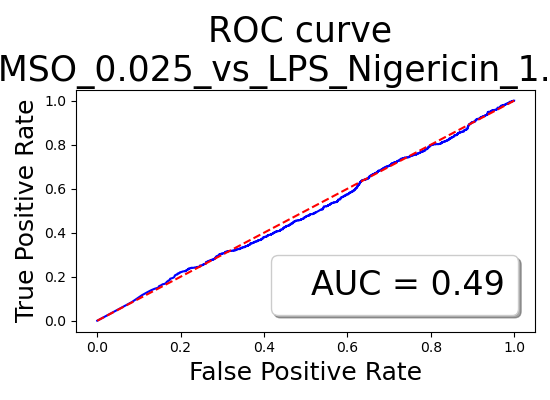 ROC curve
MSO_0.025_vs_LPS_Nigericin_1.
True Positive Rate
1.0
0.8
0.6
0.4
0.2
0.0
AUC = 0.49
0.0 0.2 0.4 0.6 0.8 1.0
False Positive Rate